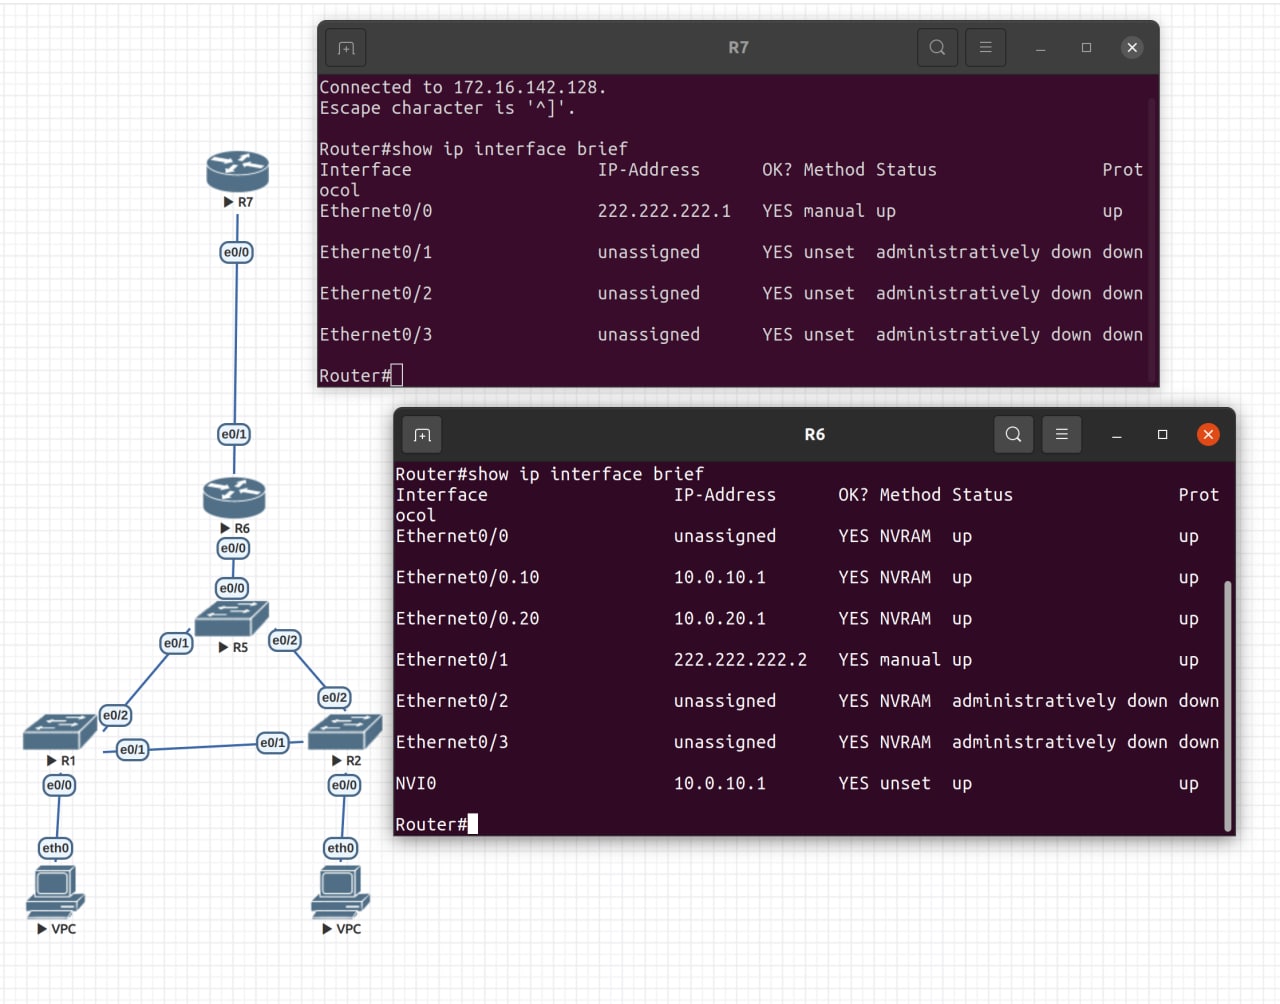 R7
Connected to 172.16.142.128.
Escape character is '^]'.
Router#show ip interface brief
Interface IP-Address OK? Method Status Prot
ocol
Ethernet0/0 222.222.222.1 YES manual up up
Ethernet0/1 unassigned YES unset administratively down down
Ethernet0/2 unassigned YES unset administratively down down
Ethernet0/3 unassigned YES unset administratively down down
Router#
R6
Router#show ip interface brief
Interface IP-Address OK? Method Status Prot
ocol
Ethernet0/0 unassigned YES NVRAM up up
Ethernet0/0.10 10.0.10.1 YES NVRAM up up
Ethernet0/0.20 10.0.20.1 YES NVRAM up up
Ethernet0/1 222.222.222.2 YES manual up up
Ethernet0/2 unassigned YES NVRAM administratively down down
Ethernet0/3 unassigned YES NVRAM administratively down down
NVI0 10.0.10.1 YES unset up up
Router#
R7
e0/0
e0/1
R6
e0/0
e0/0
R5
e0/1 e0/2
e0/2 e0/2
e0/1 e0/1
R1 R2
e0/0 e0/0
eth0 eth0
VPC VPC